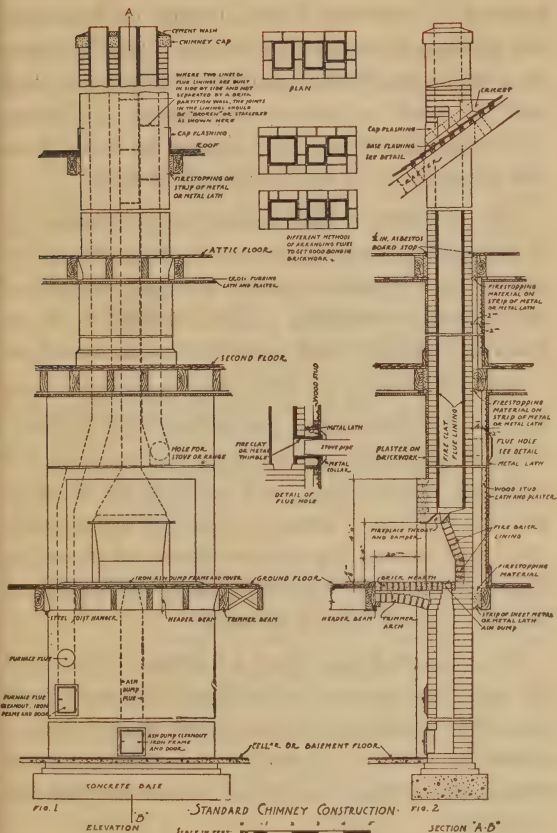 A
CEMENT WASH
CHIMNEY CAP
WHERE TWO LINES OF
FLUE LININGS ARE BUILT
IN SIDE BY SIDE AND NOT
SEPARATED BY A BRICK
PARTITION WALL, THE JOINTS
IN THE LININGS SHOULD
BE "BROKEN" OR STAGGERED
AS SHOWN HERE
CAP FLASHING
ROOF
FIRESTOPPING ON
STRIP OF METAL
OR METAL LATH
ATTIC FLOOR
CROSS FURRING
LATH AND PLASTER
SECOND FLOOR
HOLE FOR
STOVE OR RANGE
IRON ASH DUMP FRAME AND COVER
GROUND FLOOR
STEEL JOIST HANGER
HEADER BEAM
TRIMMER BEAM
FURNACE FLUE
ASH
DUMP
FLUE
FURNACE FLUE
CLEANOUT, IRON
FRAME AND DOOR
ASH DUMP CLEANOUT
IRON FRAME
AND DOOR
CELLAR OR BASEMENT FLOOR
CONCRETE BASE
FIG. 1
"B"
ELEVATION
PLAN
DIFFERENT METHODS
OF ARRANGING FLUES
TO GET GOOD BOND IN
BRICKWORK
WOOD STUD
METAL LATH
FIRE CLAY
OR METAL
THIMBLE
STOVE PIPE
METAL
COLLAR
DETAIL OF
FLUE HOLE
CRICKET
CAP FLASHING
BASE FLASHING
SEE DETAIL
RAFTER
IN. ASBESTOS
BOARD STOP
FIRESTOPPING
MATERIAL ON
STRIP OF METAL
OR METAL LATH
2"
2"
FIRESTOPPING
MATERIAL ON
STRIP OF METAL
OR METAL LATH
FIRE CLAY
FLUE LINING
PLASTER ON
BRICKWORK
FLUE HOLE
SEE DETAIL
METAL LATH
WOOD STUD
LATH AND PLASTER
FIREPLACE THROAT
AND DAMPER
FIRE BRICK
LINING
20"
BRICK HEARTH
FIRESTOPPING
MATERIAL
HEADER BEAM
TRIMMER
ARCH
STRIP OF SHEET METAL
OR METAL LATH
ASH DUMP
STANDARD CHIMNEY CONSTRUCTION
FIG. 2
SCALE IN FEET
SECTION "A-B"